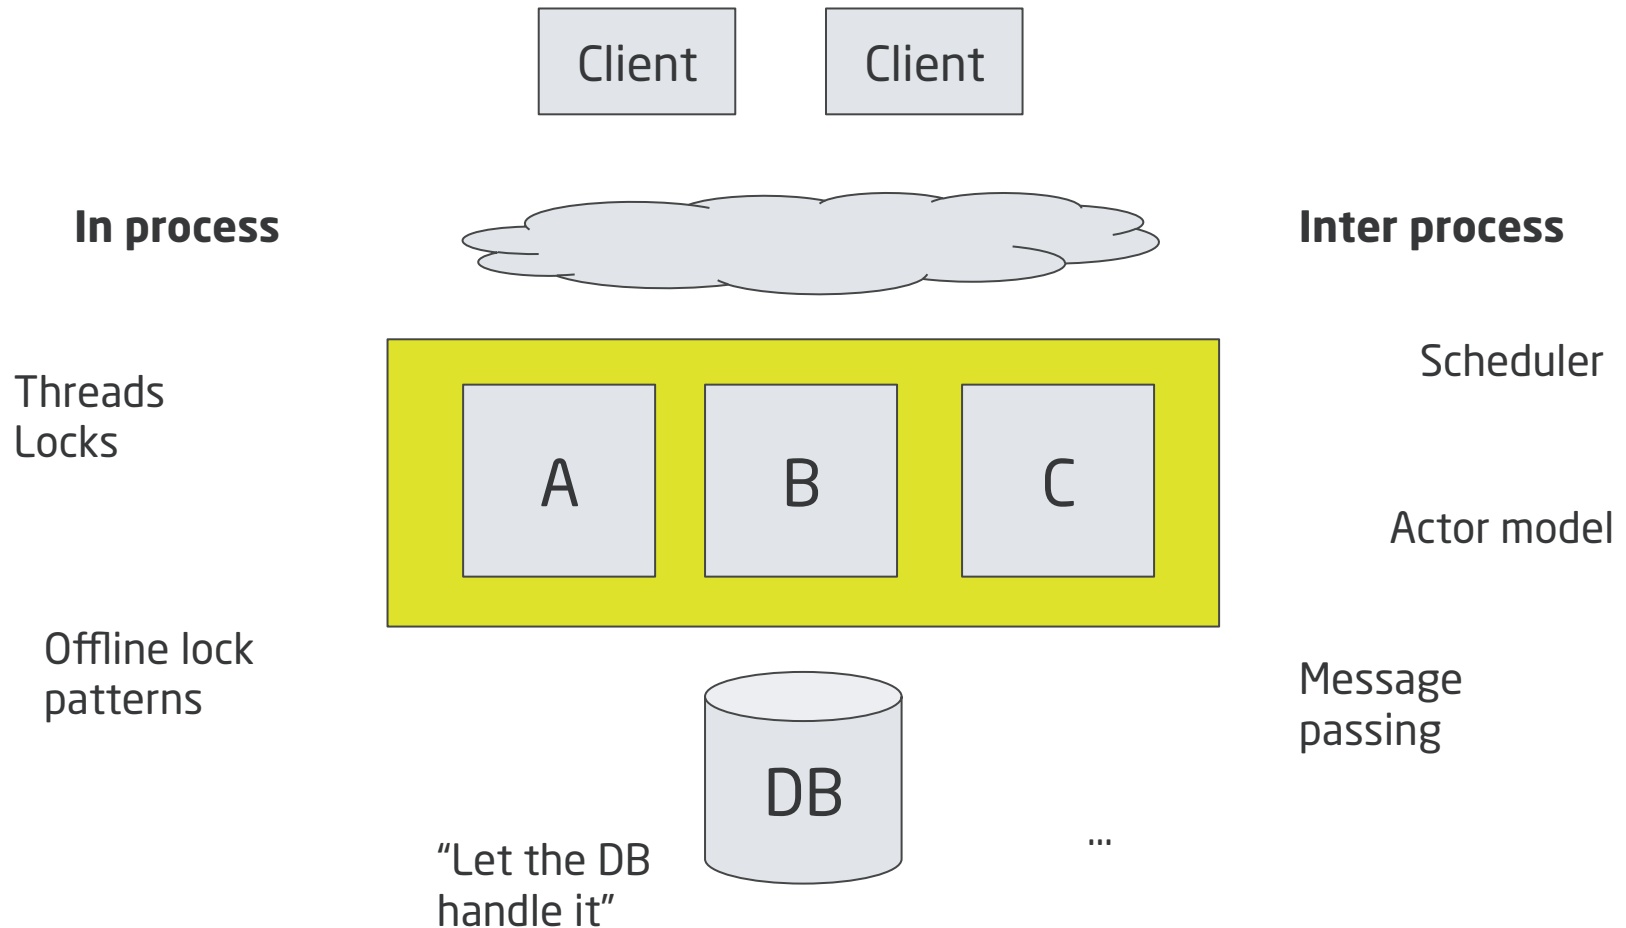 Client
Client
In process
Inter process
Threads
Locks
Scheduler
A
B
C
Actor model
Offline lock
patterns
Message
passing
DB
“Let the DB
handle it”
...